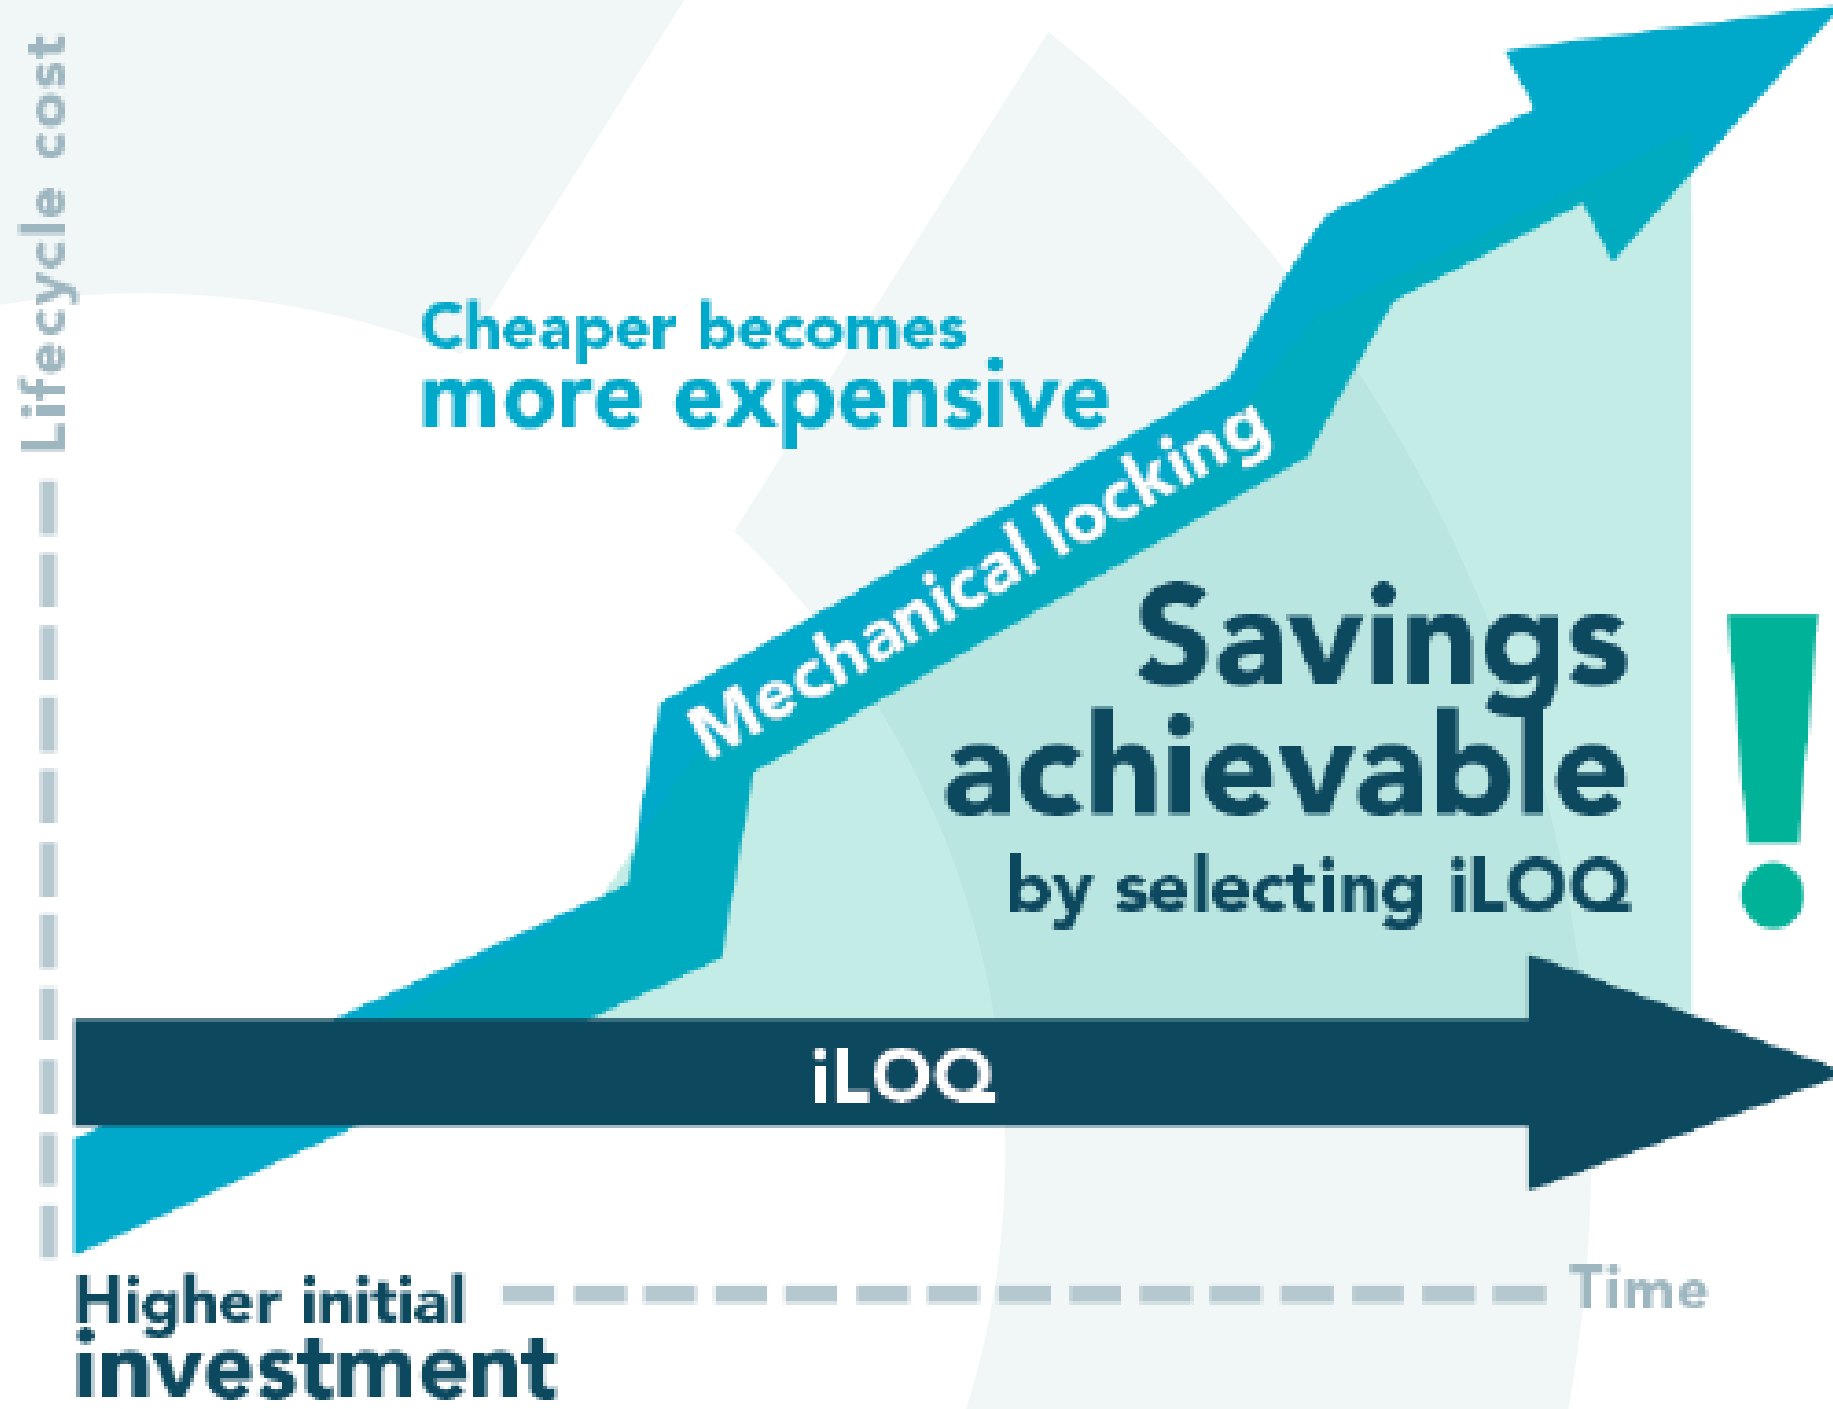 Lifecycle cost
Cheaper becomes
more expensive
Mechanical locking
Savings
achievable
by selecting iLOQ
!
iLOQ
Higher initial
investment
Time